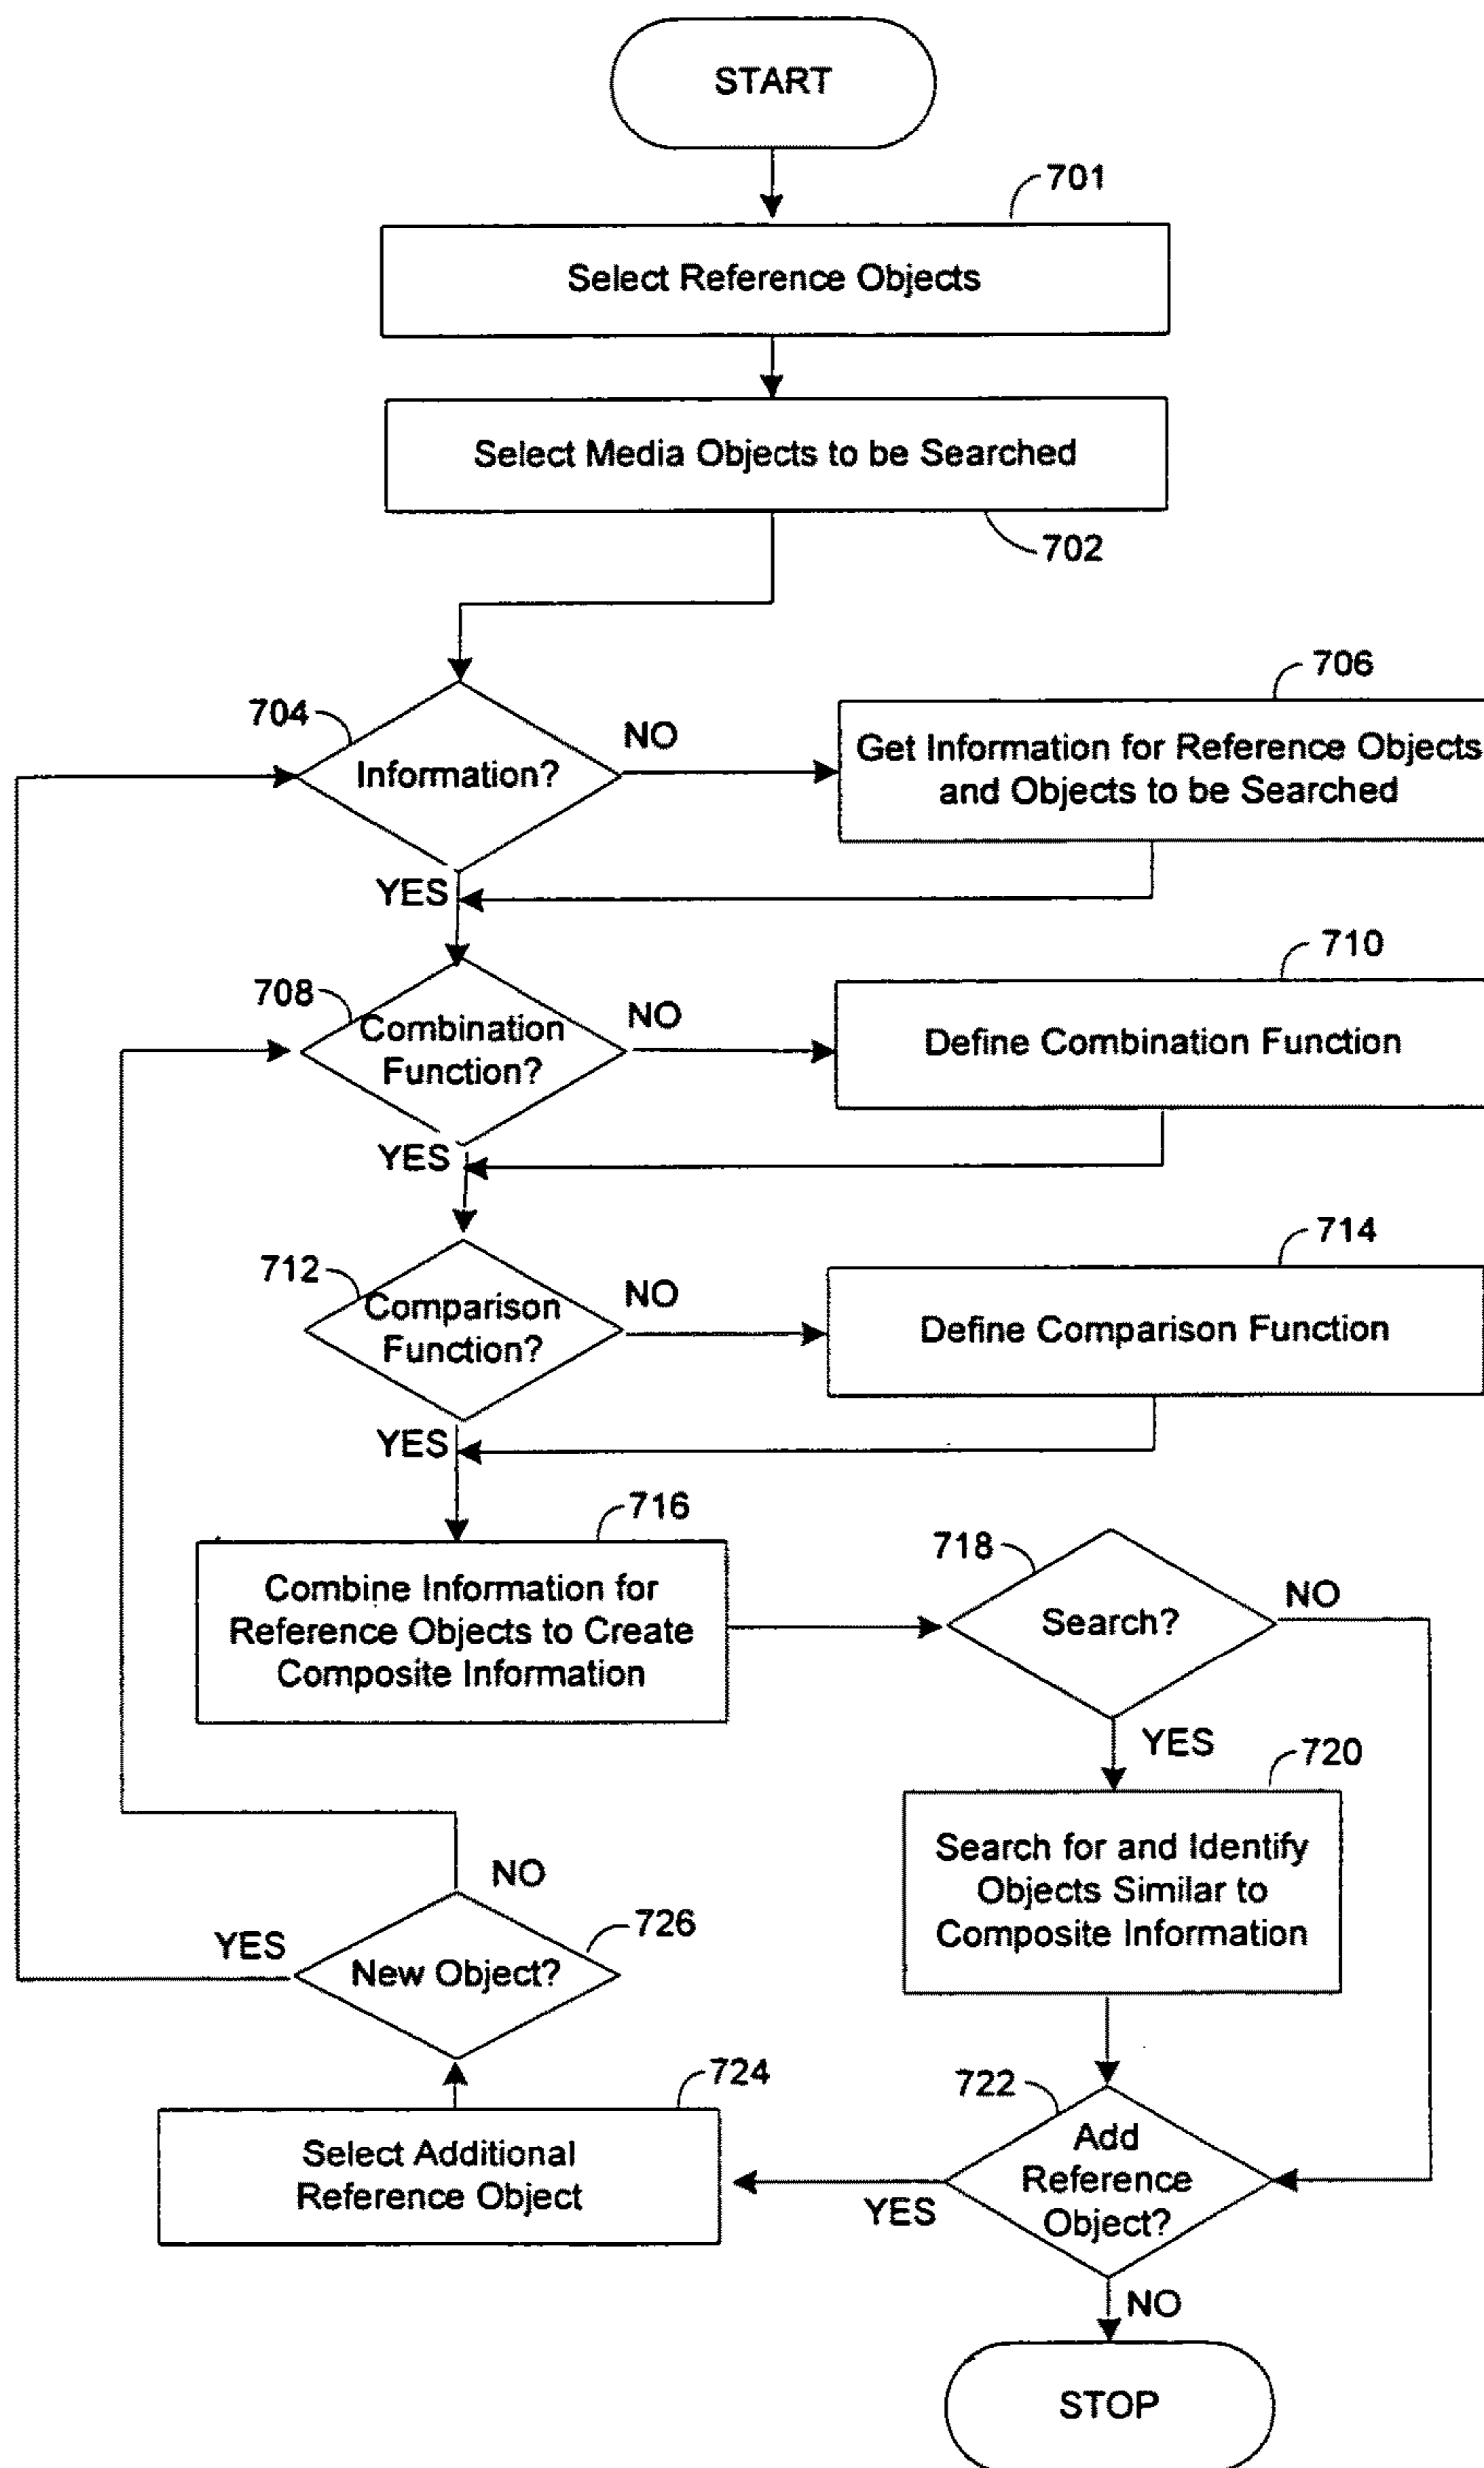 START
701
Select Reference Objects
Select Media Objects to be Searched
702
704
Information?
NO
706
Get Information for Reference Objects
and Objects to be Searched
YES
708
Combination
Function?
NO
710
Define Combination Function
YES
712
Comparison
Function?
NO
714
Define Comparison Function
YES
716
Combine Information for
Reference Objects to Create
Composite Information
718
Search?
NO
YES
720
Search for and Identify
Objects Similar to
Composite Information
NO
726
YES
New Object?
724
Select Additional
Reference Object
722
Add
Reference
Object?
YES
NO
STOP